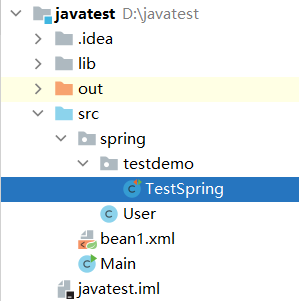 javatest D:\javatest
.idea
lib
out
src
spring
testdemo
TestSpring
User
bean1.xml
Main
javatest.iml